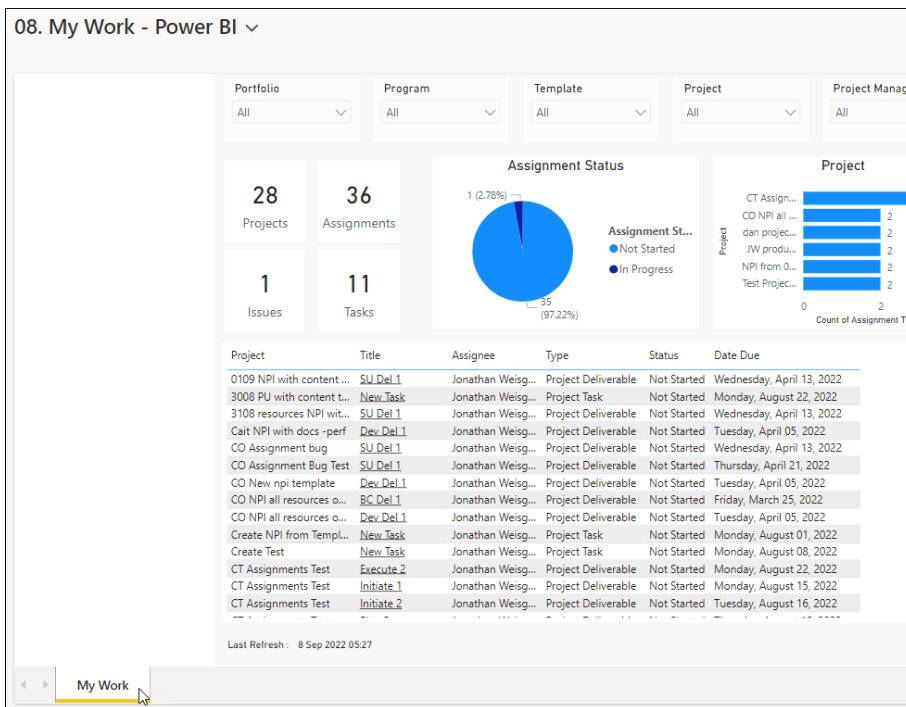 08. My Work - Power BI
Portfolio Program Template Project Project Manag
All All All All All
28 Projects
36 Assignments
1 Issues
11 Tasks
Assignment Status
1 (2.78%)
35 (97.22%)
Assignment St...
Not Started
In Progress
Project
Project
CT Assign...
CO NPI all ... 2
dan projec... 2
JW produ... 2
NPI from 0... 2
Test Projec... 2
0 2
Count of Assignment T
Project Title Assignee Type Status Date Due
0109 NPI with content ... SU Del 1 Jonathan Weisg... Project Deliverable Not Started Wednesday, April 13, 2022
3008 PU with content t... New Task Jonathan Weisg... Project Task Not Started Monday, August 22, 2022
3108 resources NPI wit... SU Del 1 Jonathan Weisg... Project Deliverable Not Started Wednesday, April 13, 2022
Cait NPI with docs -perf Dev Del 1 Jonathan Weisg... Project Deliverable Not Started Tuesday, April 05, 2022
CO Assignment bug SU Del 1 Jonathan Weisg... Project Deliverable Not Started Wednesday, April 13, 2022
CO Assignment Bug Test SU Del 1 Jonathan Weisg... Project Deliverable Not Started Thursday, April 21, 2022
CO New npi template Dev Del 1 Jonathan Weisg... Project Deliverable Not Started Tuesday, April 05, 2022
CO NPI all resources o... BC Del 1 Jonathan Weisg... Project Deliverable Not Started Friday, March 25, 2022
CO NPI all resources o... Dev Del 1 Jonathan Weisg... Project Deliverable Not Started Tuesday, April 05, 2022
Create NPI from Templ... New Task Jonathan Weisg... Project Task Not Started Monday, August 01, 2022
Create Test New Task Jonathan Weisg... Project Task Not Started Monday, August 08, 2022
CT Assignments Test Execute 2 Jonathan Weisg... Project Deliverable Not Started Monday, August 22, 2022
CT Assignments Test Initiate 1 Jonathan Weisg... Project Deliverable Not Started Monday, August 15, 2022
CT Assignments Test Initiate 2 Jonathan Weisg... Project Deliverable Not Started Tuesday, August 16, 2022
Last Refresh : 8 Sep 2022 05:27
My Work